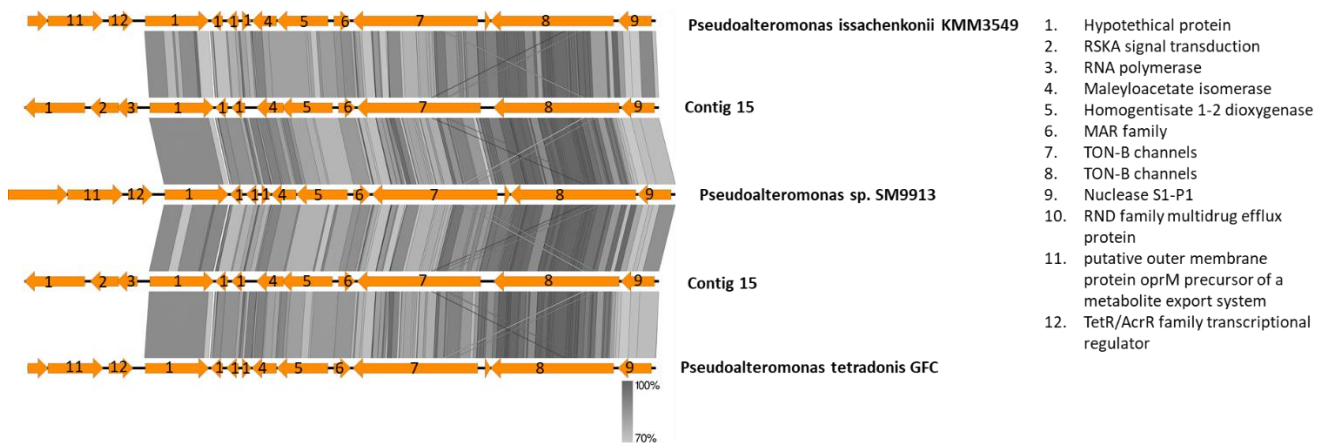 11 12 1 1 1 1 4 5 6 7 8 9
Pseudoalteromonas issachenkonii KMM3549
1 2 3 1 1 1 4 5 6 7 8 9
Contig 15
11 12 1 1 1 4 5 6 7 8 9
Pseudoalteromonas sp. SM9913
1 2 3 1 1 1 4 5 6 7 8 9
Contig 15
11 12 1 1 1 1 4 5 6 7 8 9
Pseudoalteromonas tetradonis GFC
100%
70%
1. Hypotethical protein
2. RSKA signal transduction
3. RNA polymerase
4. Maleyloacetate isomerase
5. Homogentisate 1-2 dioxygenase
6. MAR family
7. TON-B channels
8. TON-B channels
9. Nuclease S1-P1
10. RND family multidrug efflux
protein
11. putative outer membrane
protein oprM precursor of a
metabolite export system
12. TetR/AcrR family transcriptional
regulator